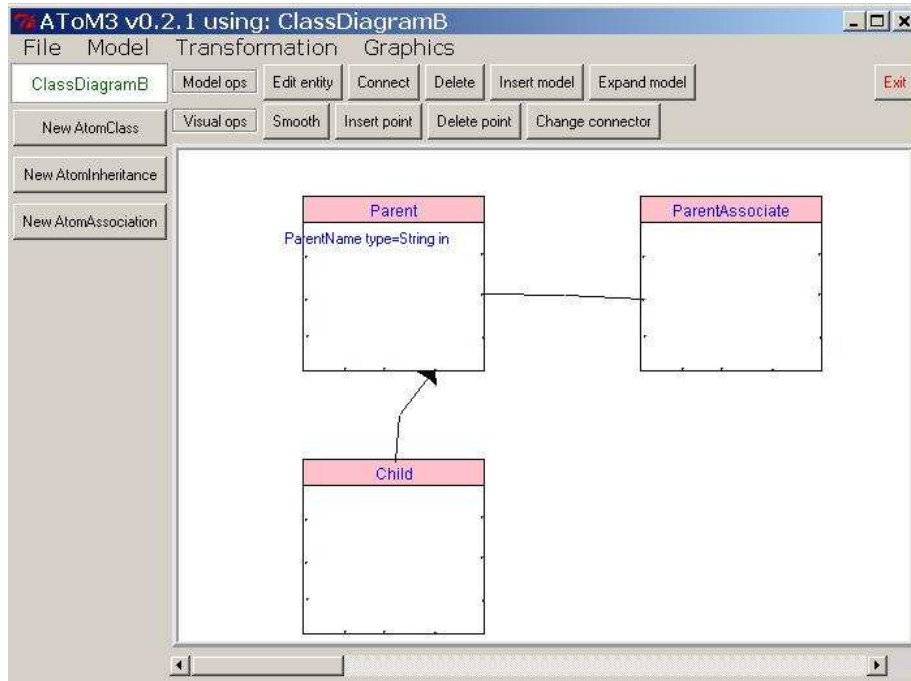 AToM3 v0.2.1 using: ClassDiagramB
File Model Transformation Graphics
ClassDiagramB Model ops Edit entity Connect Delete Insert model Expand model Exit
New AtomClass Visual ops Smooth Insert point Delete point Change connector
New AtomInheritance
New AtomAssociation
Parent ParentAssociate
ParentName type=String in
Child